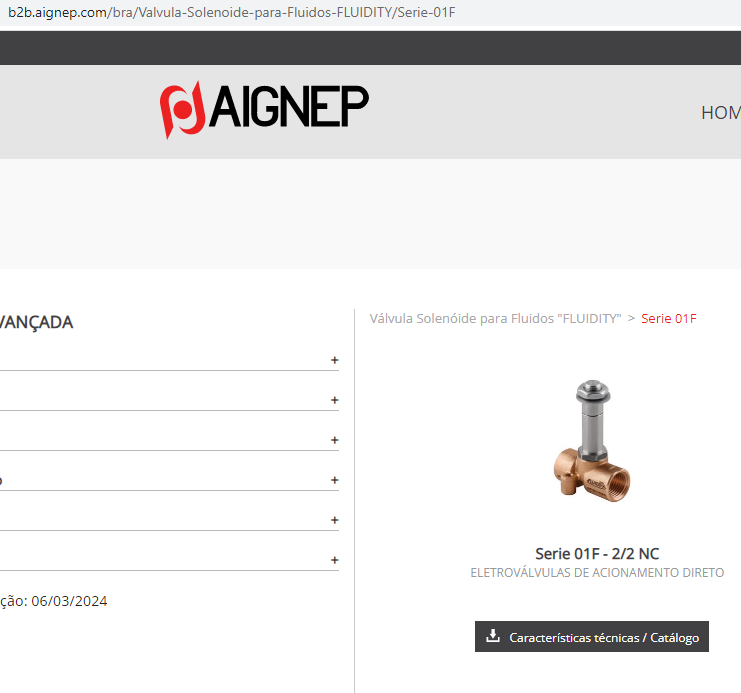 b2b.aignep.com/bra/Valvula-Solenoide-para-Fluidos-FLUIDITY/Serie-01F
AIGNEP
HOM
VANÇADA
+
+
+
o +
+
+
ção: 06/03/2024
Válvula Solenóide para Fluidos "FLUIDITY" > Serie 01F
Serie 01F - 2/2 NC
ELETROVÁLVULAS DE ACIONAMENTO DIRETO
Características técnicas / Catálogo